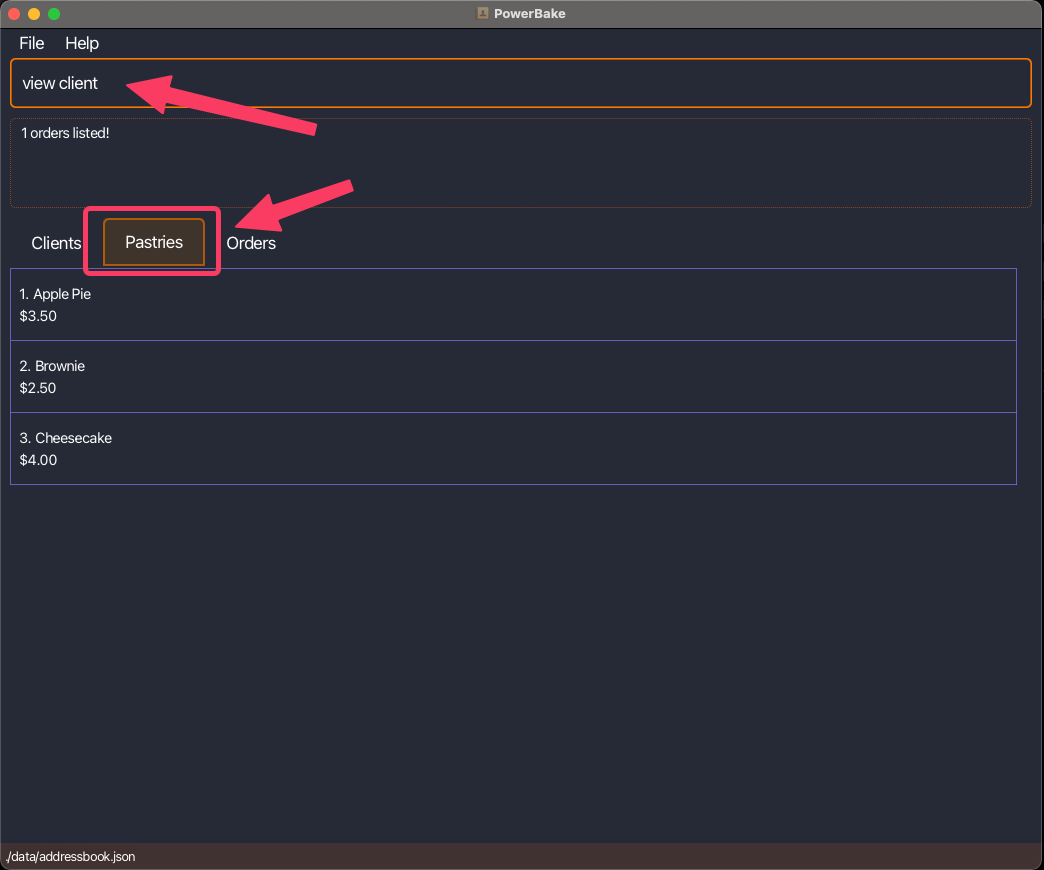 PowerBake
File Help
view client
1 orders listed!
Clients Pastries Orders
1. Apple Pie
$3.50
2. Brownie
$2.50
3. Cheesecake
$4.00
./data/addressbook.json